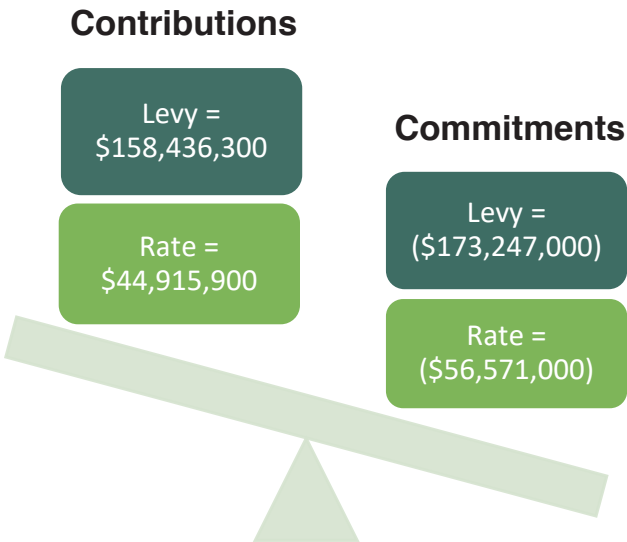 Contributions
Levy =
$158,436,300
Rate =
$44,915,900
Commitments
Levy =
($173,247,000)
Rate =
($56,571,000)